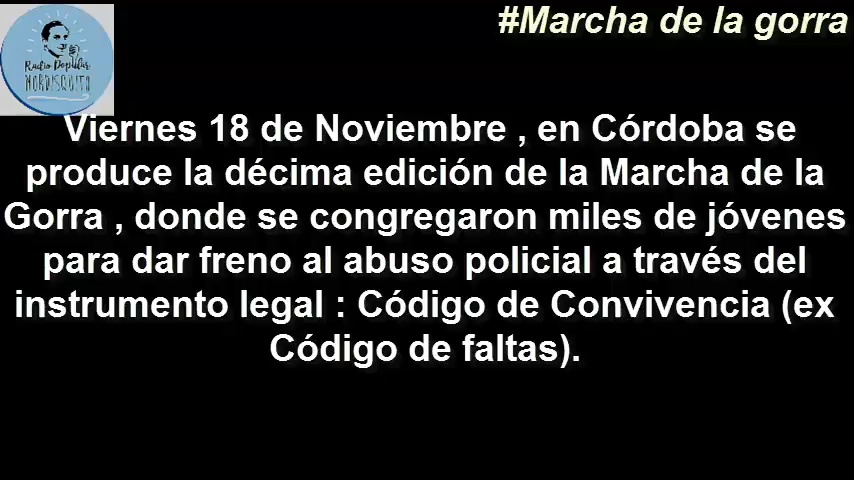 #Marcha de la gorra
Radio Popular
MORDISQUITO
Viernes 18 de Noviembre , en Córdoba se
produce la décima edición de la Marcha de la
Gorra , donde se congregaron miles de jóvenes
para dar freno al abuso policial a través del
instrumento legal : Código de Convivencia (ex
Código de faltas).